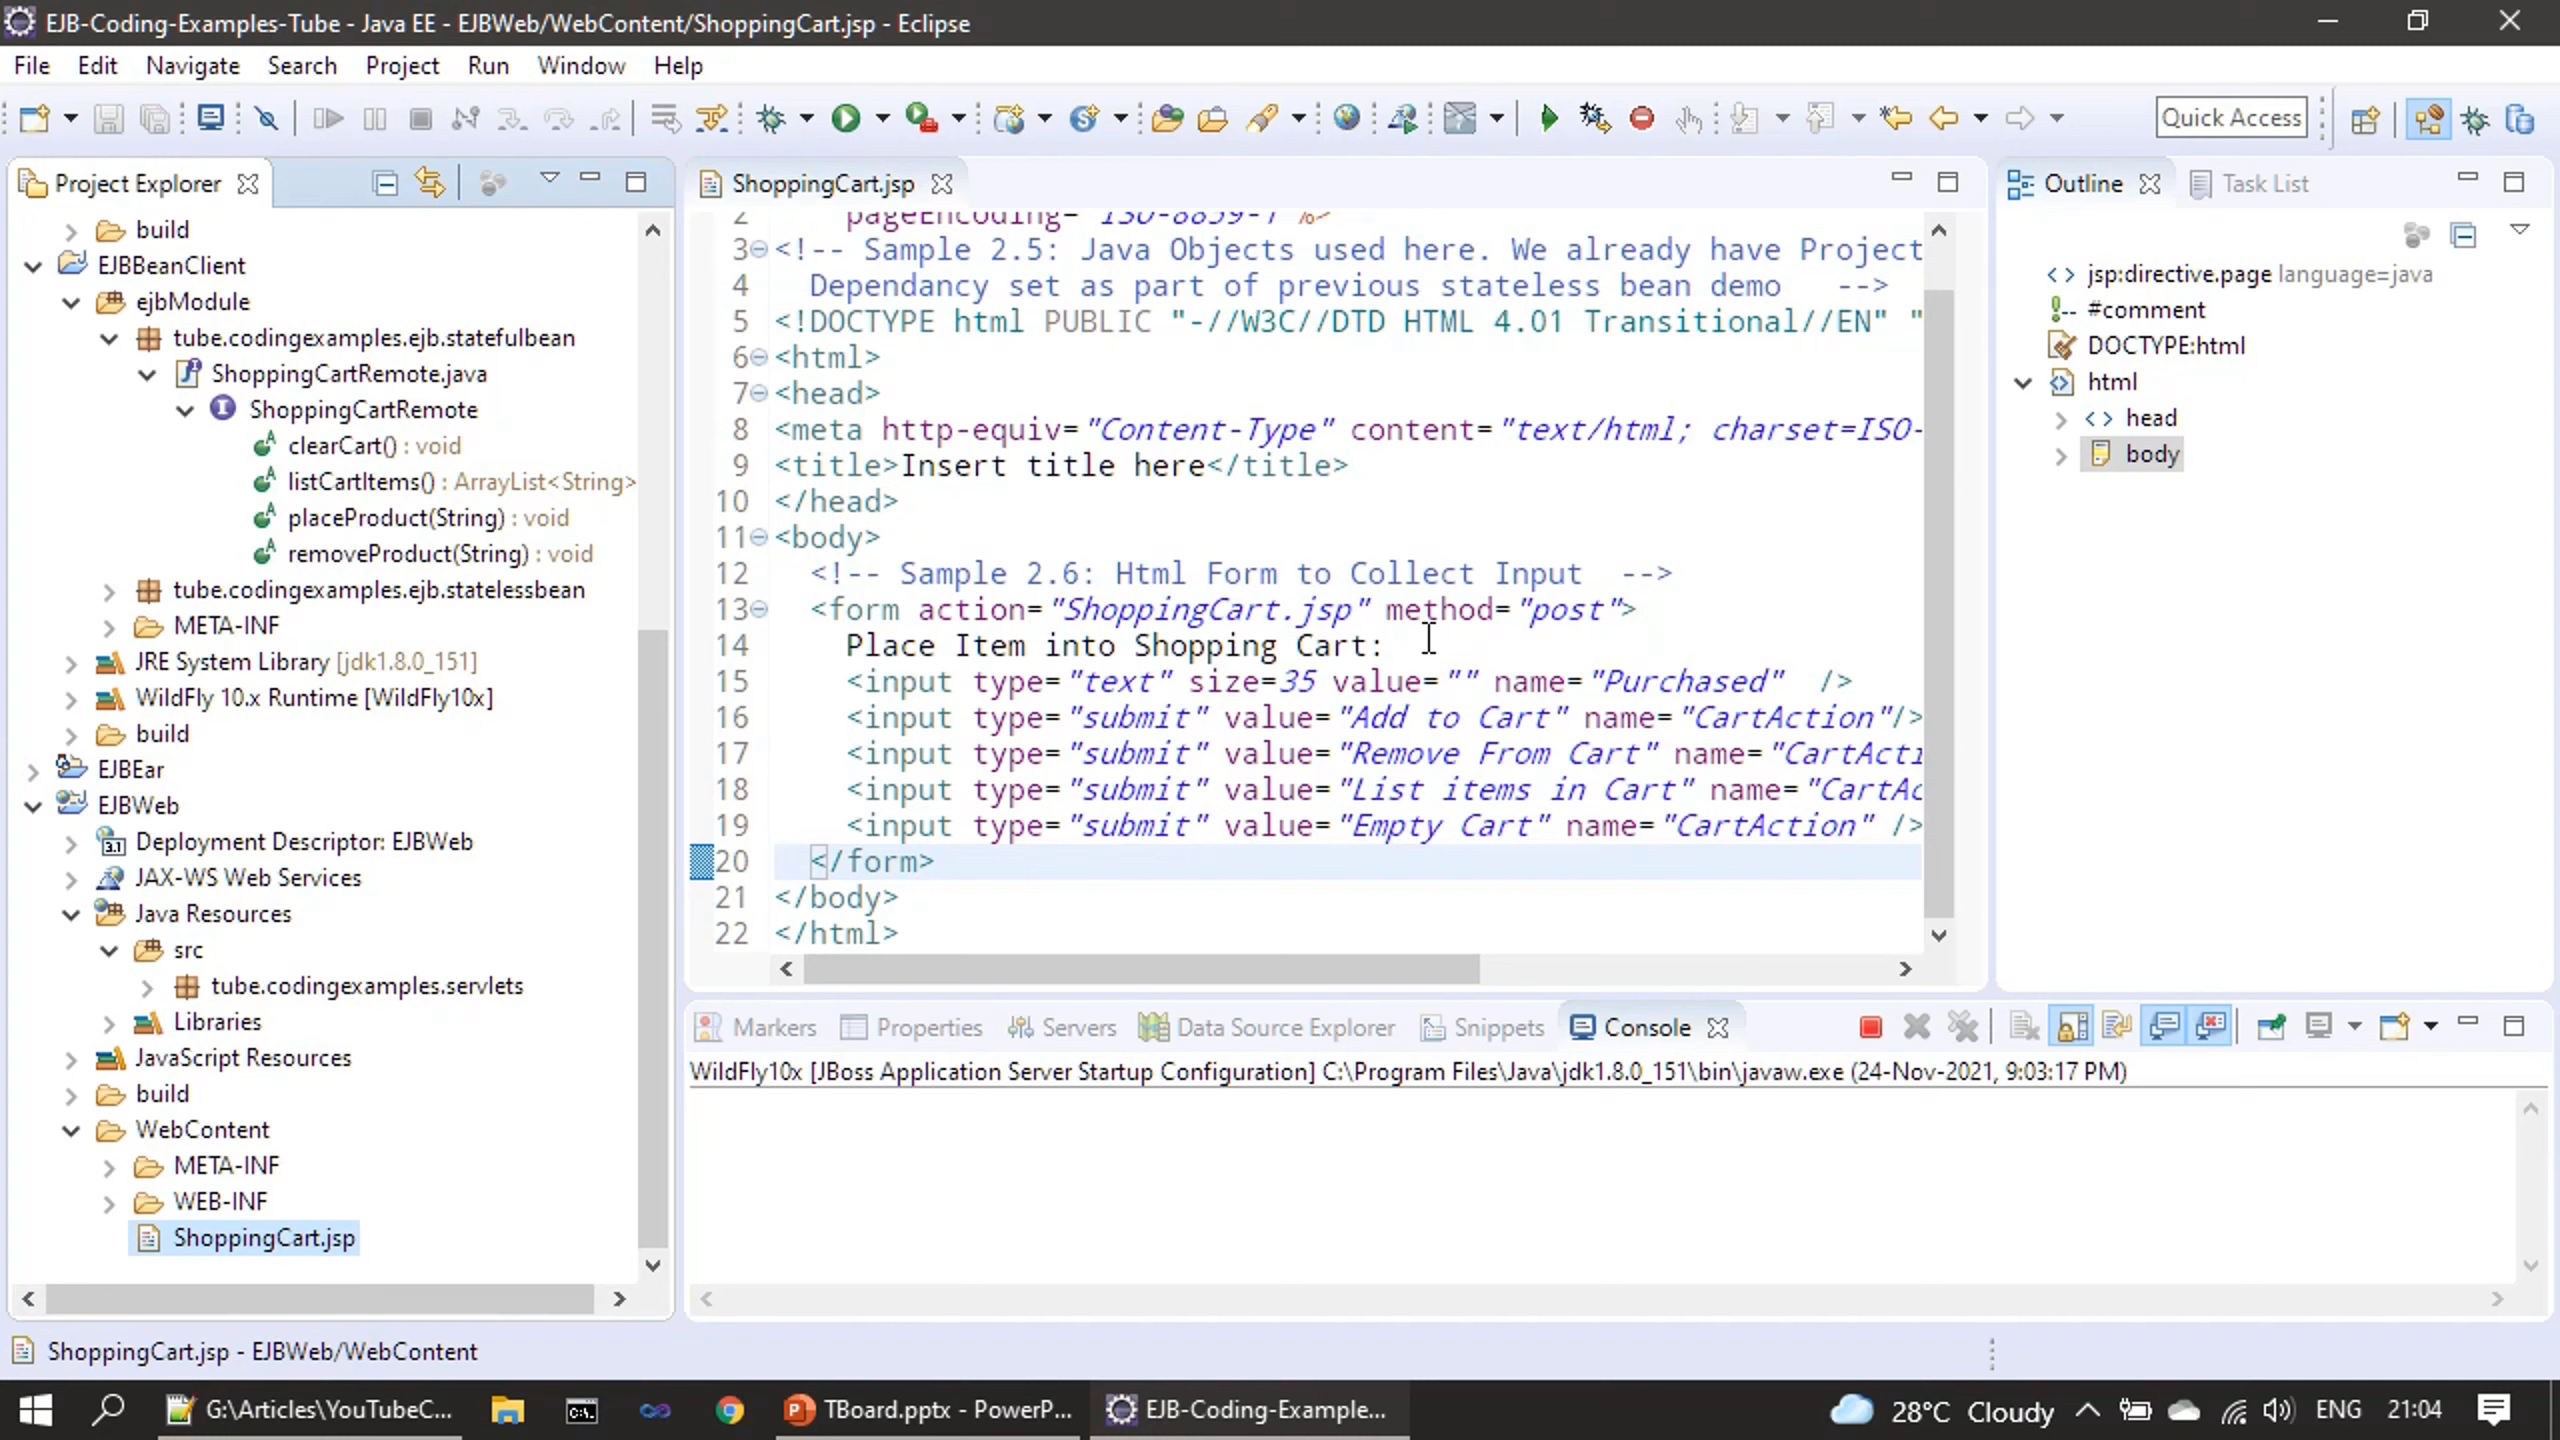 EJB-Coding-Examples-Tube - Java EE - EJBWeb/WebContent/ShoppingCart.jsp - Eclipse
File Edit Navigate Search Project Run Window Help
Quick Access
Project Explorer
build
EJBBeanClient
ejbModule
tube.codingexamples.ejb.statefulbean
ShoppingCartRemote.java
ShoppingCartRemote
clearCart() : void
listCartItems() : ArrayList<String>
placeProduct(String) : void
removeProduct(String) : void
tube.codingexamples.ejb.statelessbean
META-INF
JRE System Library [jdk1.8.0_151]
WildFly 10.x Runtime [WildFly10x]
build
EJBEar
EJBWeb
Deployment Descriptor: EJBWeb
JAX-WS Web Services
Java Resources
src
tube.codingexamples.servlets
Libraries
JavaScript Resources
build
WebContent
META-INF
WEB-INF
ShoppingCart.jsp
ShoppingCart.jsp
2 pageEncoding="ISO-8859-1"%>
3 <!-- Sample 2.5: Java Objects used here. We already have Project
4 Dependancy set as part of previous stateless bean demo -->
5 <!DOCTYPE html PUBLIC "-//W3C//DTD HTML 4.01 Transitional//EN" "
6 <html>
7 <head>
8 <meta http-equiv="Content-Type" content="text/html; charset=ISO-
9 <title>Insert title here</title>
10 </head>
11 <body>
12 <!-- Sample 2.6: Html Form to Collect Input -->
13 <form action="ShoppingCart.jsp" method="post">
14 Place Item into Shopping Cart:
15 <input type="text" size=35 value="" name="Purchased" />
16 <input type="submit" value="Add to Cart" name="CartAction"/>
17 <input type="submit" value="Remove From Cart" name="CartActi
18 <input type="submit" value="List items in Cart" name="CartAc
19 <input type="submit" value="Empty Cart" name="CartAction" />
20 </form>
21 </body>
22 </html>
Outline Task List
jsp:directive.page language=java
#comment
DOCTYPE:html
html
head
body
Markers Properties Servers Data Source Explorer Snippets Console
WildFly10x [JBoss Application Server Startup Configuration] C:\Program Files\Java\jdk1.8.0_151\bin\javaw.exe (24-Nov-2021, 9:03:17 PM)
ShoppingCart.jsp - EJBWeb/WebContent
G:\Articles\YouTubeC... TBoard.pptx - PowerP... EJB-Coding-Example... 28°C Cloudy ENG 21:04